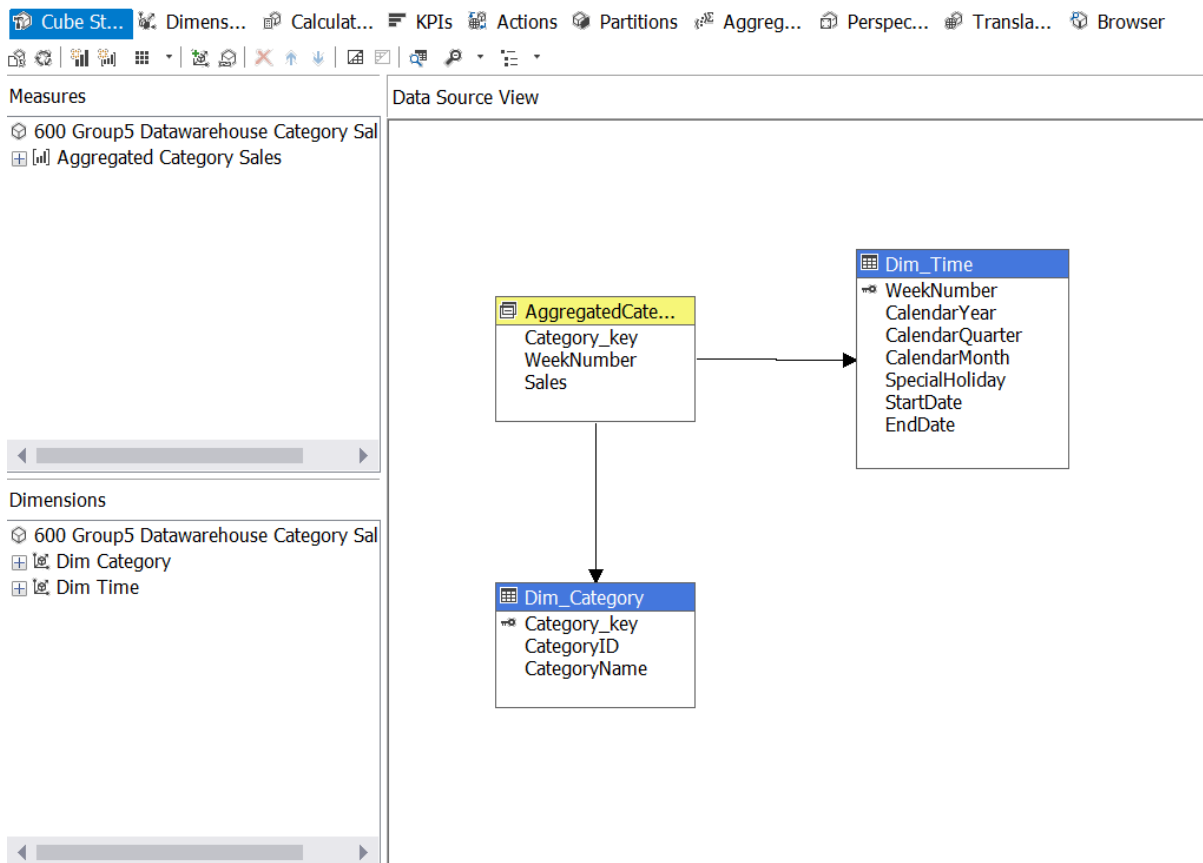 Cube St... Dimens... Calculat... KPIs Actions Partitions Aggreg... Perspec... Transla... Browser
Measures
600 Group5 Datawarehouse Category Sal
Aggregated Category Sales
Dimensions
600 Group5 Datawarehouse Category Sal
Dim Category
Dim Time
Data Source View
AggregatedCate...
Category_key
WeekNumber
Sales
Dim_Time
WeekNumber
CalendarYear
CalendarQuarter
CalendarMonth
SpecialHoliday
StartDate
EndDate
Dim_Category
Category_key
CategoryID
CategoryName